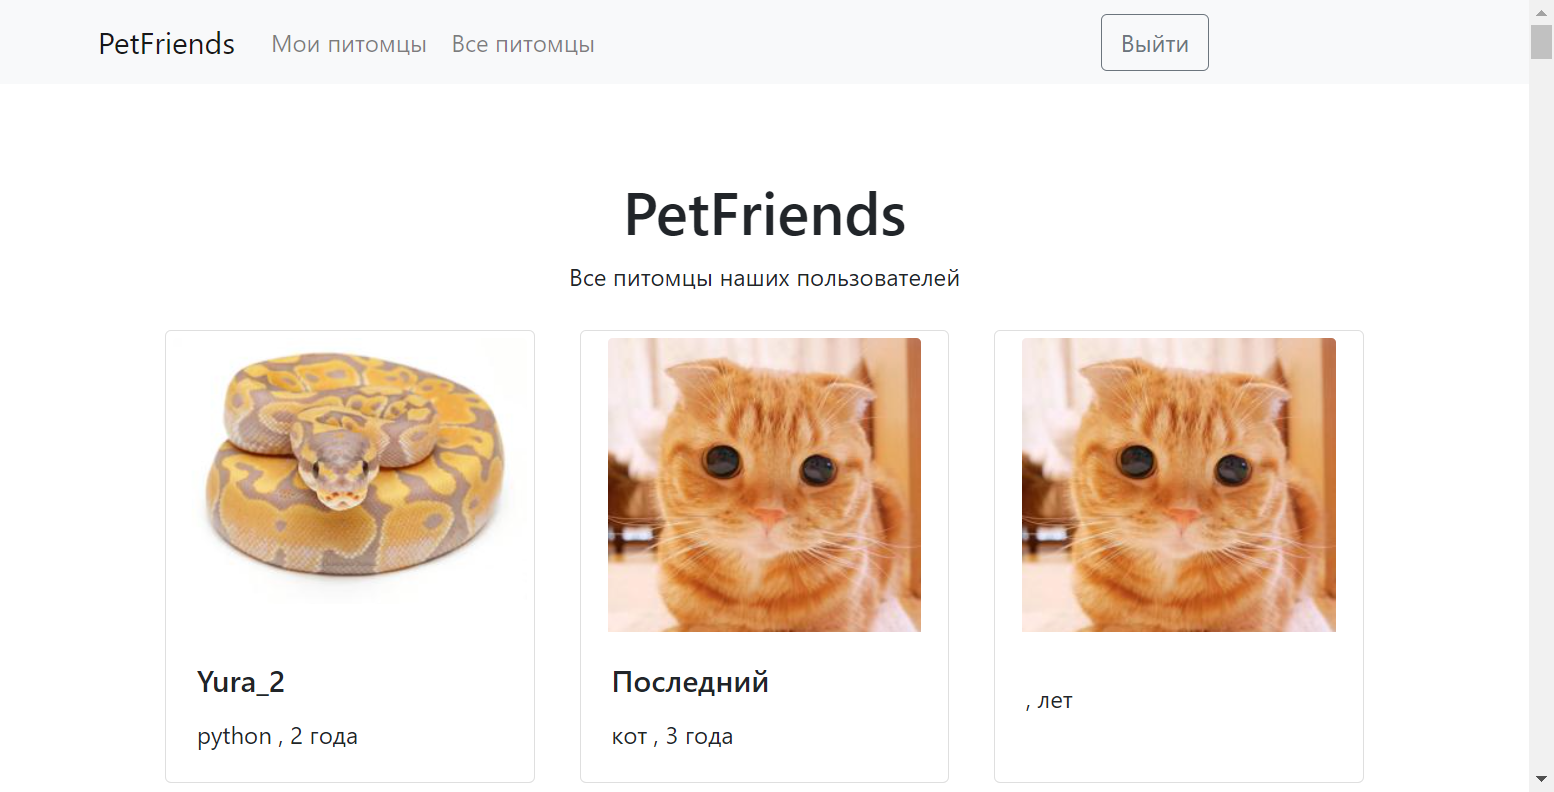 PetFriends Мои питомцы Все питомцы Выйти
PetFriends
Все питомцы наших пользователей
Yura_2
python , 2 года
Последний
кот , 3 года
, лет